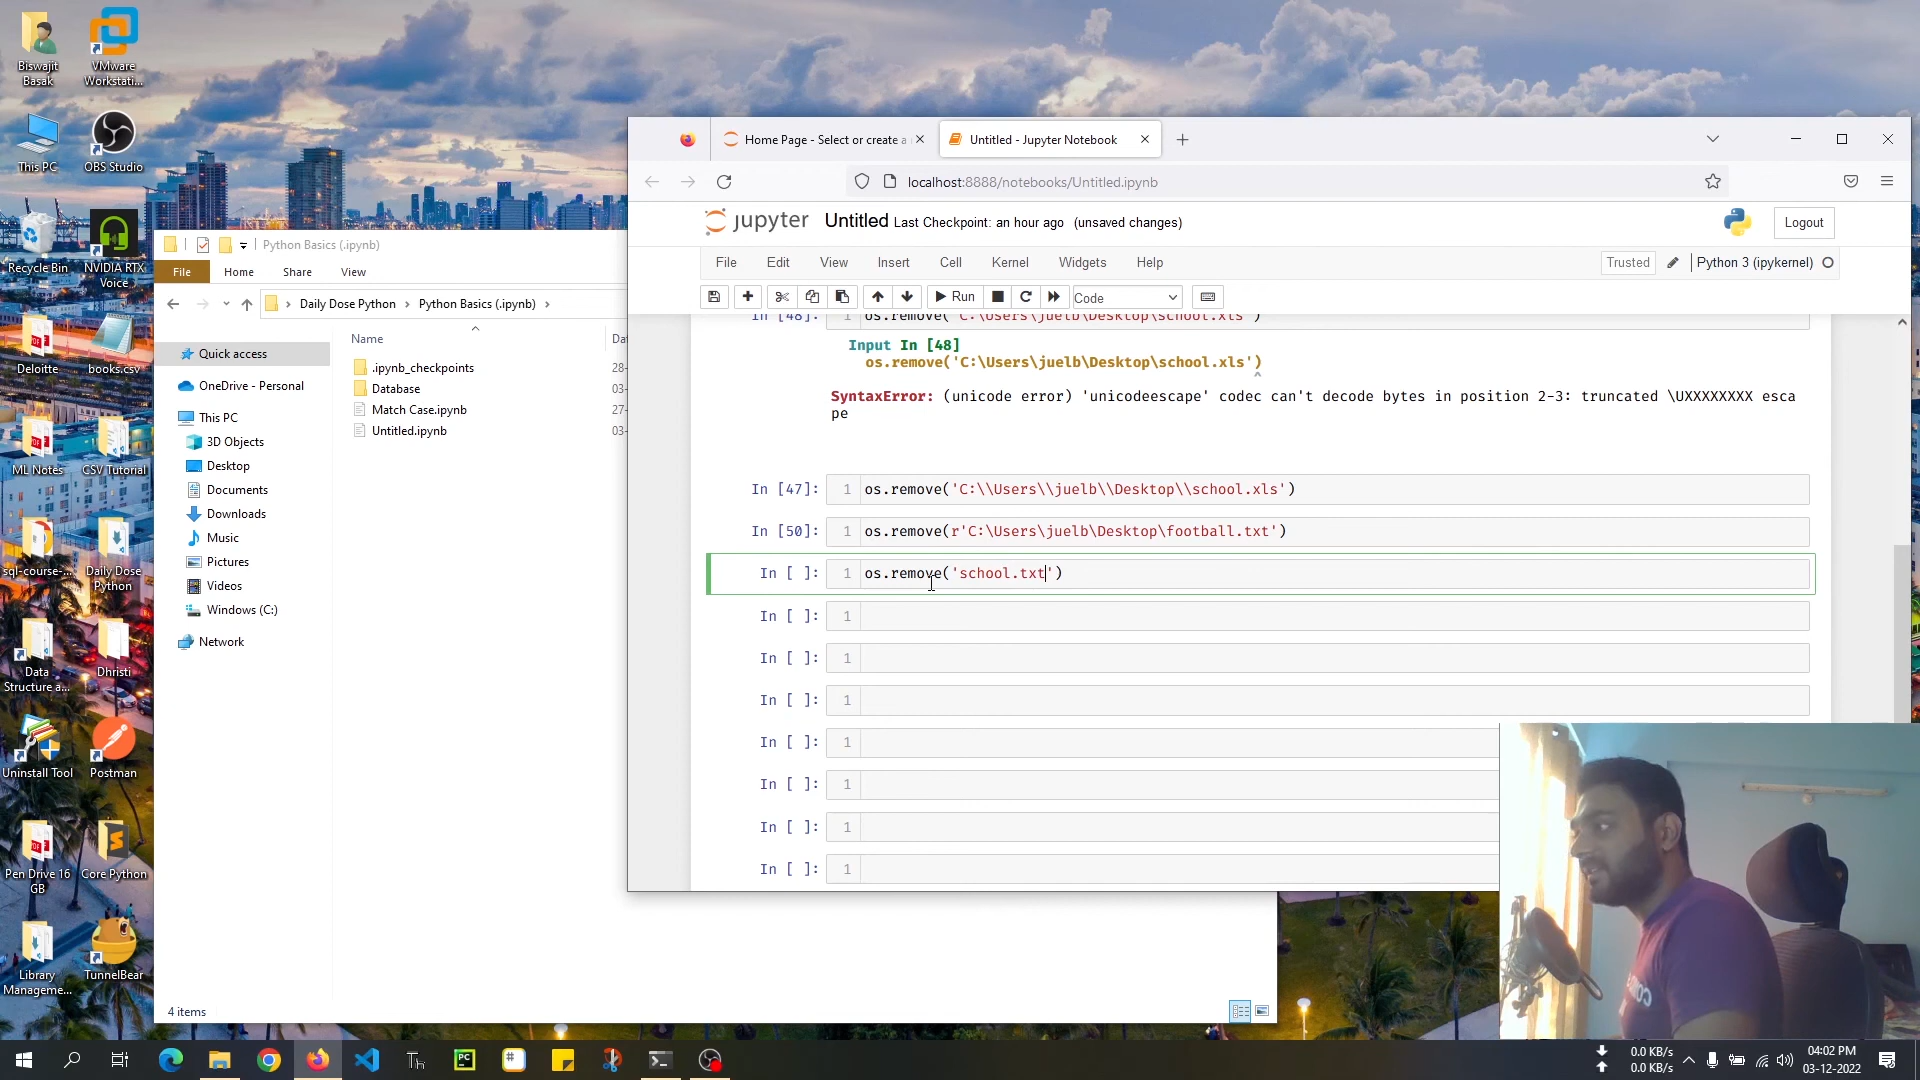 Biswajit
Basak
VMware
Workstati...
This PC
OBS Studio
Recycle Bin
NVIDIA RTX
Voice
Deloitte
books.csv
ML Notes
CSV Tutorial
sql-course-...
Daily Dose
Python
Data
Structure a...
Dhristi
Uninstall Tool
Postman
Pen Drive 16
GB
Core Python
Library
Manageme...
TunnelBear
Python Basics (.ipynb)
File Home Share View
Daily Dose Python > Python Basics (.ipynb) >
Name
Da
Quick access
OneDrive - Personal
This PC
3D Objects
Desktop
Documents
Downloads
Music
Pictures
Videos
Windows (C:)
Network
.ipynb_checkpoints 28-
Database 03-
Match Case.ipynb 27-
Untitled.ipynb 03-
4 items
Home Page - Select or create a
Untitled - Jupyter Notebook
localhost:8888/notebooks/Untitled.ipynb
jupyter Untitled Last Checkpoint: an hour ago (unsaved changes)
Logout
File Edit View Insert Cell Kernel Widgets Help
Trusted
Python 3 (ipykernel)
Run
Code
In [48]: 1 os.remove('C:\Users\juelb\Desktop\school.xls')
Input In [48]
os.remove('C:\Users\juelb\Desktop\school.xls')
^
SyntaxError: (unicode error) 'unicodeescape' codec can't decode bytes in position 2-3: truncated \UXXXXXXXX esca
pe
In [47]: 1 os.remove('C:\\Users\\juelb\\Desktop\\school.xls')
In [50]: 1 os.remove(r'C:\Users\juelb\Desktop\football.txt')
In [ ]: 1 os.remove('school.txt')
In [ ]: 1
In [ ]: 1
In [ ]: 1
In [ ]: 1
In [ ]: 1
In [ ]: 1
In [ ]: 1
Th
PC
0.0 KB/s
0.0 KB/s
04:02 PM
03-12-2022